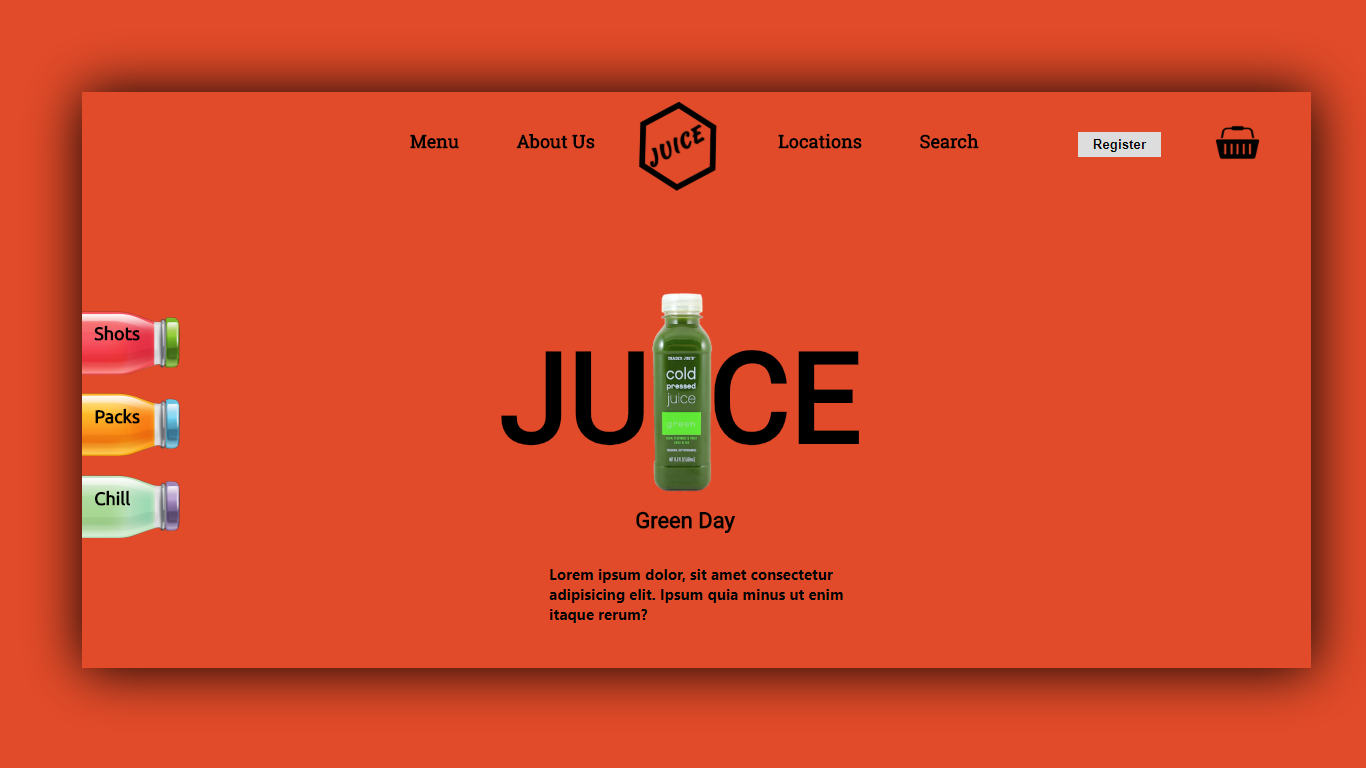 Menu
About Us
JUICE
Locations
Search
Register
Shots
Packs
Chill
JU CE
TRADER JOE'S
cold
pressed
juice
green
Green Day
Lorem ipsum dolor, sit amet consectetur
adipisicing elit. Ipsum quia minus ut enim
itaque rerum?